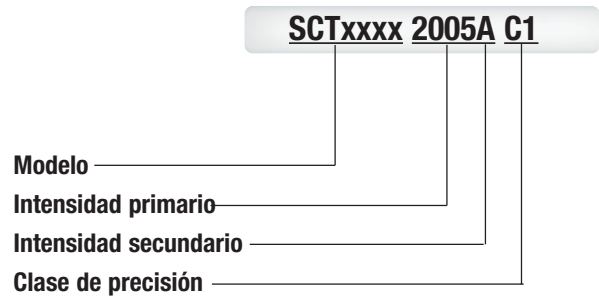 SCTxxxx 2005A C1
Modelo
Intensidad primario
Intensidad secundario
Clase de precisión